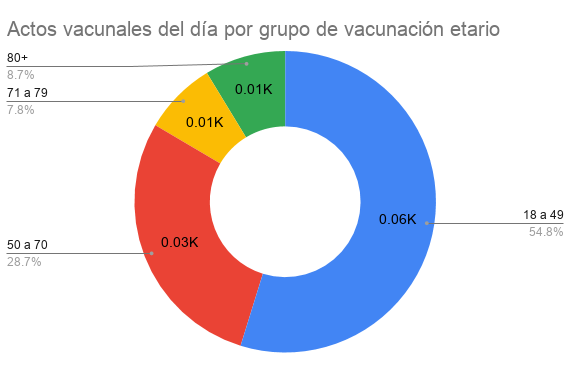 Actos vacunales del día por grupo de vacunación etario
80+
8.7%
71 a 79
7.8%
0.01K
0.01K
18 a 49
54.8%
0.06K
50 a 70
28.7%
0.03K